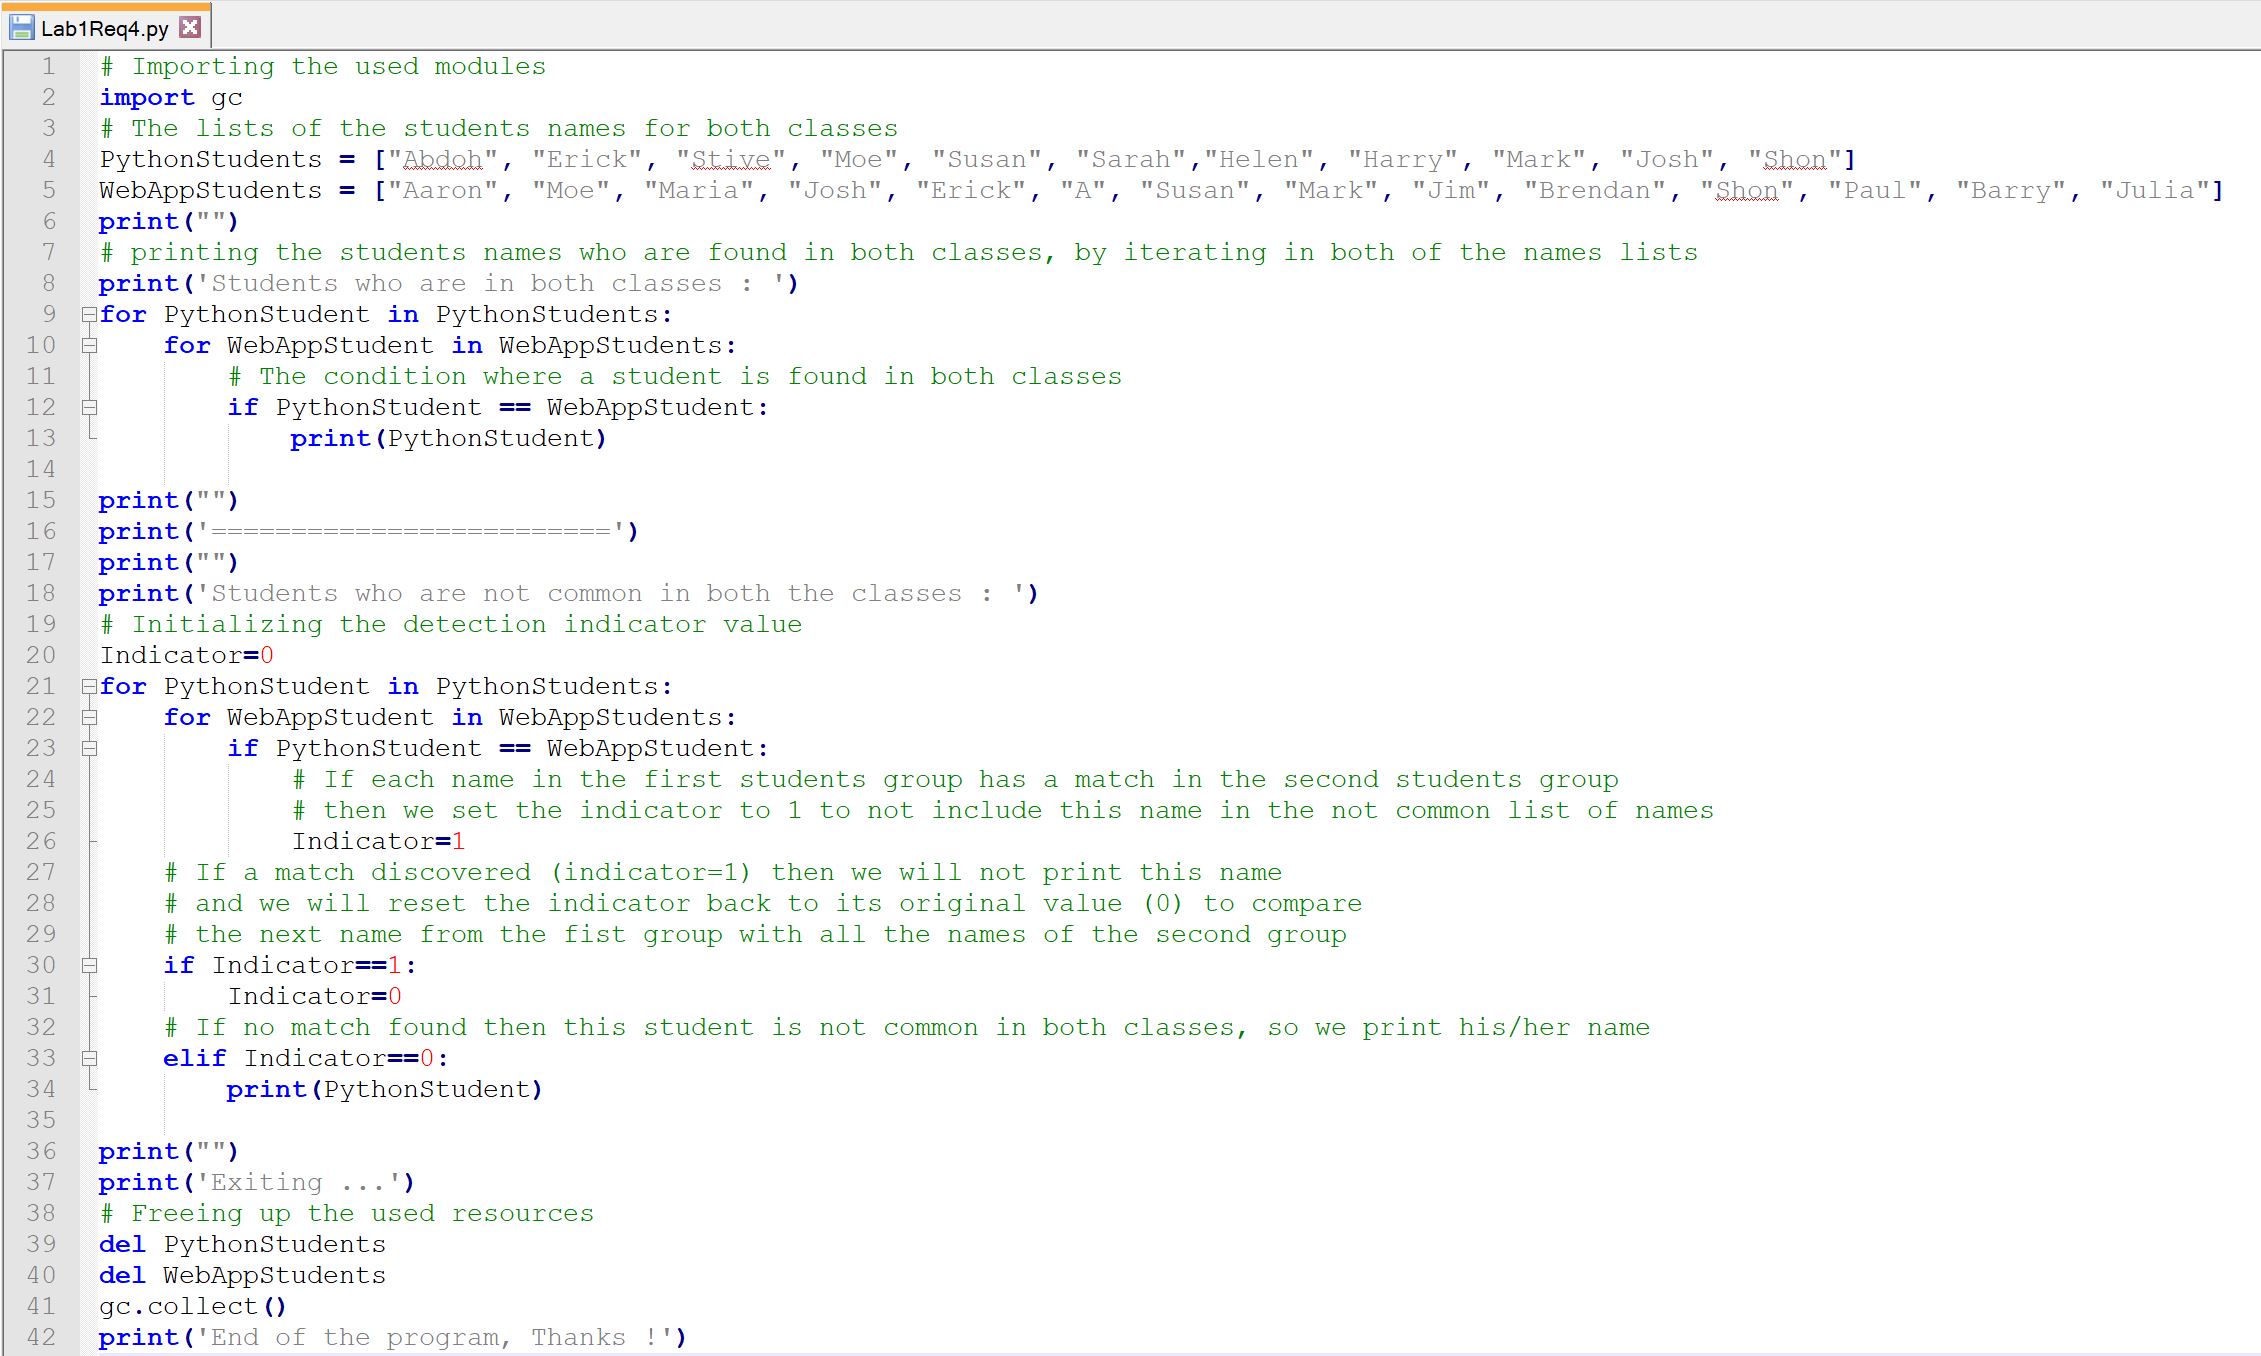 Lab1Req4.py
1 # Importing the used modules
2 import gc
3 # The lists of the students names for both classes
4 PythonStudents = ["Abdoh", "Erick", "Stive", "Moe", "Susan", "Sarah","Helen", "Harry", "Mark", "Josh", "Shon"]
5 WebAppStudents = ["Aaron", "Moe", "Maria", "Josh", "Erick", "A", "Susan", "Mark", "Jim", "Brendan", "Shon", "Paul", "Barry", "Julia"]
6 print("")
7 # printing the students names who are found in both classes, by iterating in both of the names lists
8 print('Students who are in both classes : ')
9 for PythonStudent in PythonStudents:
10     for WebAppStudent in WebAppStudents:
11         # The condition where a student is found in both classes
12         if PythonStudent == WebAppStudent:
13             print(PythonStudent)
14
15 print("")
16 print('=========================')
17 print("")
18 print('Students who are not common in both the classes : ')
19 # Initializing the detection indicator value
20 Indicator=0
21 for PythonStudent in PythonStudents:
22     for WebAppStudent in WebAppStudents:
23         if PythonStudent == WebAppStudent:
24             # If each name in the first students group has a match in the second students group
25             # then we set the indicator to 1 to not include this name in the not common list of names
26             Indicator=1
27     # If a match discovered (indicator=1) then we will not print this name
28     # and we will reset the indicator back to its original value (0) to compare
29     # the next name from the fist group with all the names of the second group
30     if Indicator==1:
31         Indicator=0
32     # If no match found then this student is not common in both classes, so we print his/her name
33     elif Indicator==0:
34         print(PythonStudent)
35
36 print("")
37 print('Exiting ...')
38 # Freeing up the used resources
39 del PythonStudents
40 del WebAppStudents
41 gc.collect()
42 print('End of the program, Thanks !')